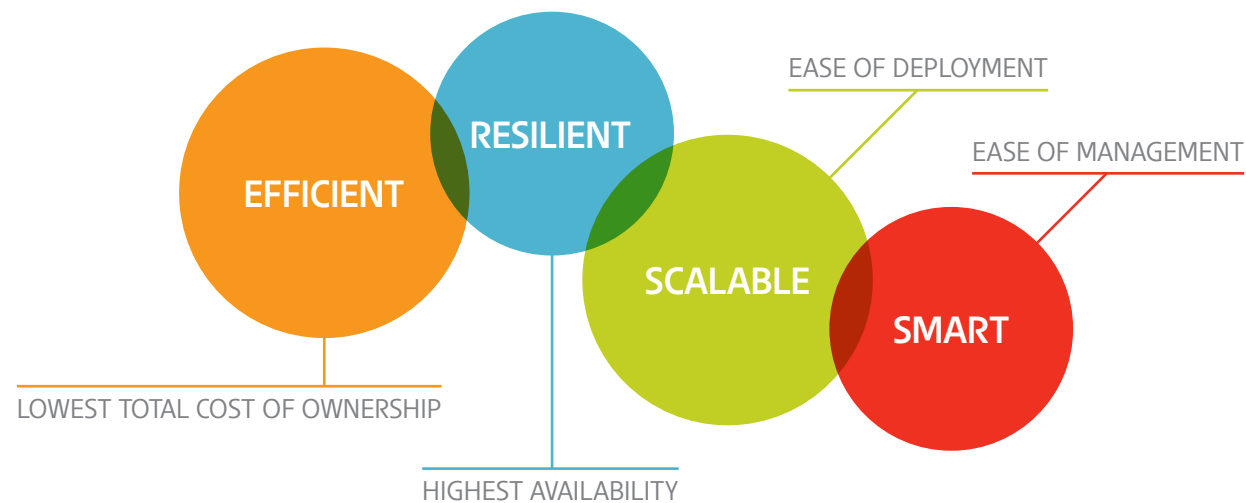 EFFICIENT
LOWEST TOTAL COST OF OWNERSHIP
RESILIENT
HIGHEST AVAILABILITY
SCALABLE
EASE OF DEPLOYMENT
SMART
EASE OF MANAGEMENT